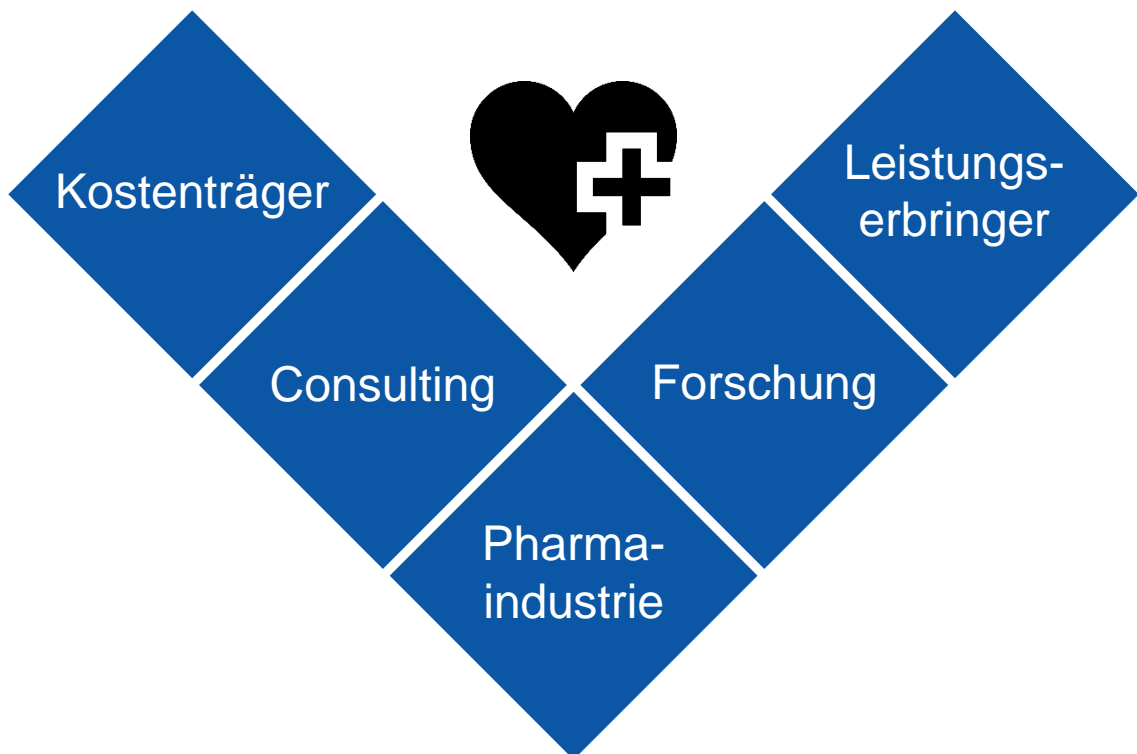 Kostenträger
Leistungs-
erbringer
Consulting
Forschung
Pharma-
industrie